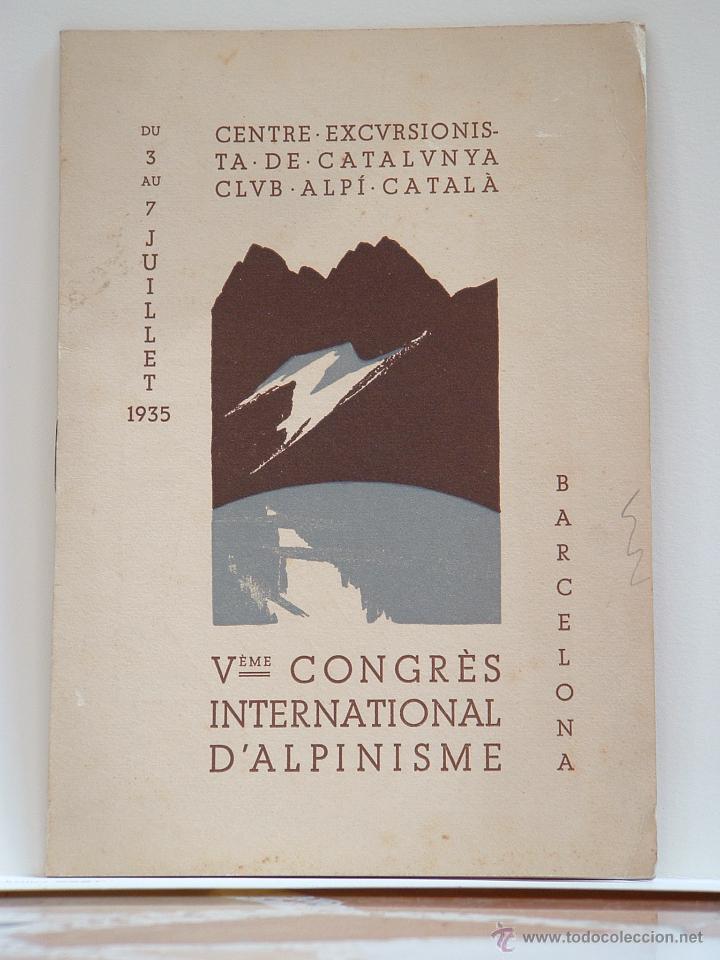 CENTRE·EXCVRSIONIS-
TA·DE·CATALVNYA
CLVB·ALPÍ·CATALÀ
DU
3
AU
7
JUILLET
1935
BARCELONA
VÈME CONGRÈS
INTERNATIONAL
D'ALPINISME
© www.todocoleccion.net